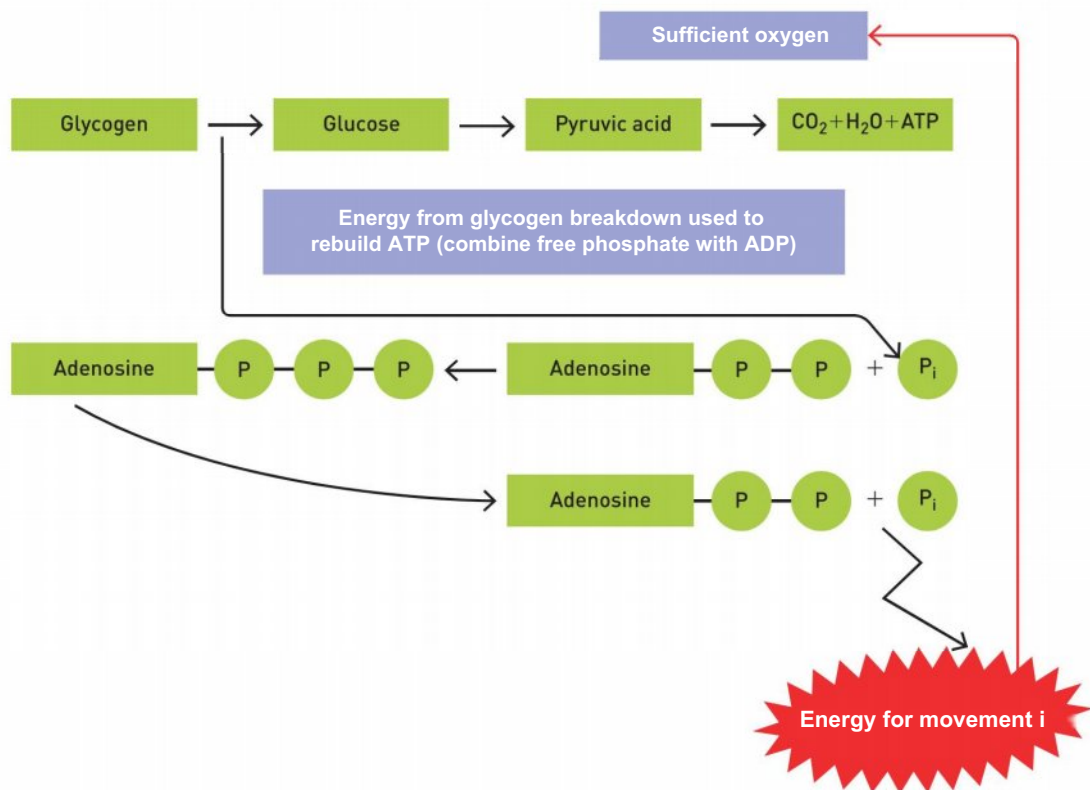 Sufficient oxygen
Glycogen
Glucose
Pyruvic acid
CO₂+H₂O+ATP
Energy from glycogen breakdown used to
rebuild ATP (combine free phosphate with ADP)
Adenosine P P P Adenosine P P + Pᵢ
Adenosine P P + Pᵢ
Energy for movement i